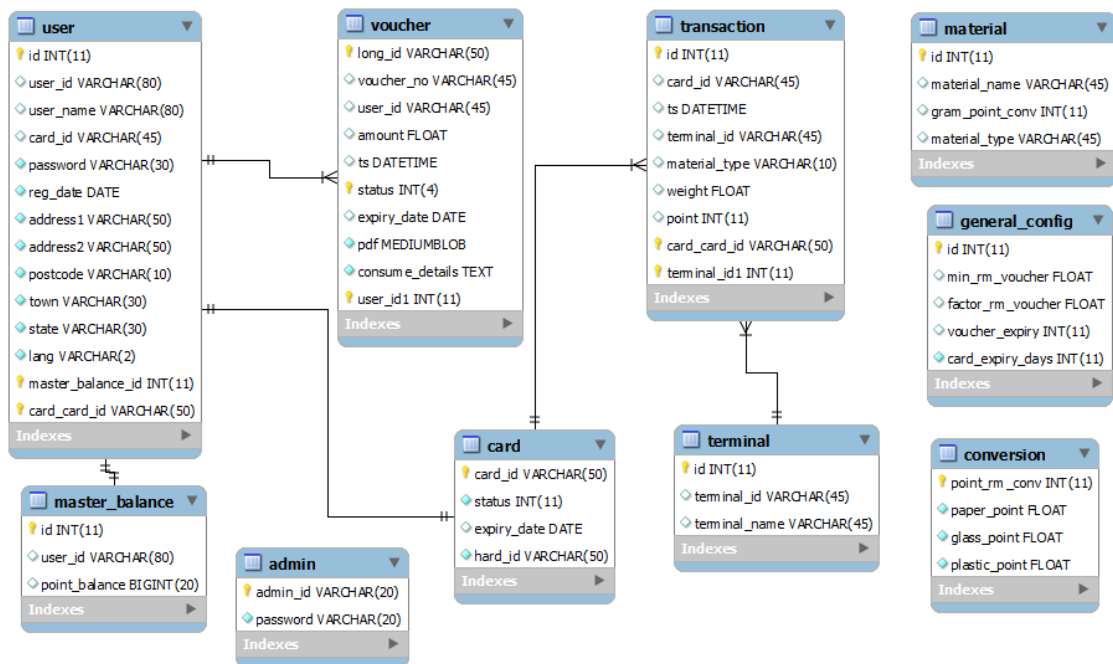 user
id INT(11)
user_id VARCHAR(80)
user_name VARCHAR(80)
card_id VARCHAR(45)
password VARCHAR(30)
reg_date DATE
address1 VARCHAR(50)
address2 VARCHAR(50)
postcode VARCHAR(10)
town VARCHAR(30)
state VARCHAR(30)
lang VARCHAR(2)
master_balance_id INT(11)
card_card_id VARCHAR(50)
Indexes
voucher
long_id VARCHAR(50)
voucher_no VARCHAR(45)
user_id VARCHAR(45)
amount FLOAT
ts DATETIME
status INT(4)
expiry_date DATE
pdf MEDIUMBLOB
consume_details TEXT
user_id1 INT(11)
Indexes
transaction
id INT(11)
card_id VARCHAR(45)
ts DATETIME
terminal_id VARCHAR(45)
material_type VARCHAR(10)
weight FLOAT
point INT(11)
card_card_id VARCHAR(50)
terminal_id1 INT(11)
Indexes
material
id INT(11)
material_name VARCHAR(45)
gram_point_conv INT(11)
material_type VARCHAR(45)
Indexes
general_config
id INT(11)
min_rm_voucher FLOAT
factor_rm_voucher FLOAT
voucher_expiry INT(11)
card_expiry_days INT(11)
Indexes
master_balance
id INT(11)
user_id VARCHAR(80)
point_balance BIGINT(20)
Indexes
admin
admin_id VARCHAR(20)
password VARCHAR(20)
Indexes
card
card_id VARCHAR(50)
status INT(11)
expiry_date DATE
hard_id VARCHAR(50)
Indexes
terminal
id INT(11)
terminal_id VARCHAR(45)
terminal_name VARCHAR(45)
Indexes
conversion
point_rm_conv INT(11)
paper_point FLOAT
glass_point FLOAT
plastic_point FLOAT
Indexes